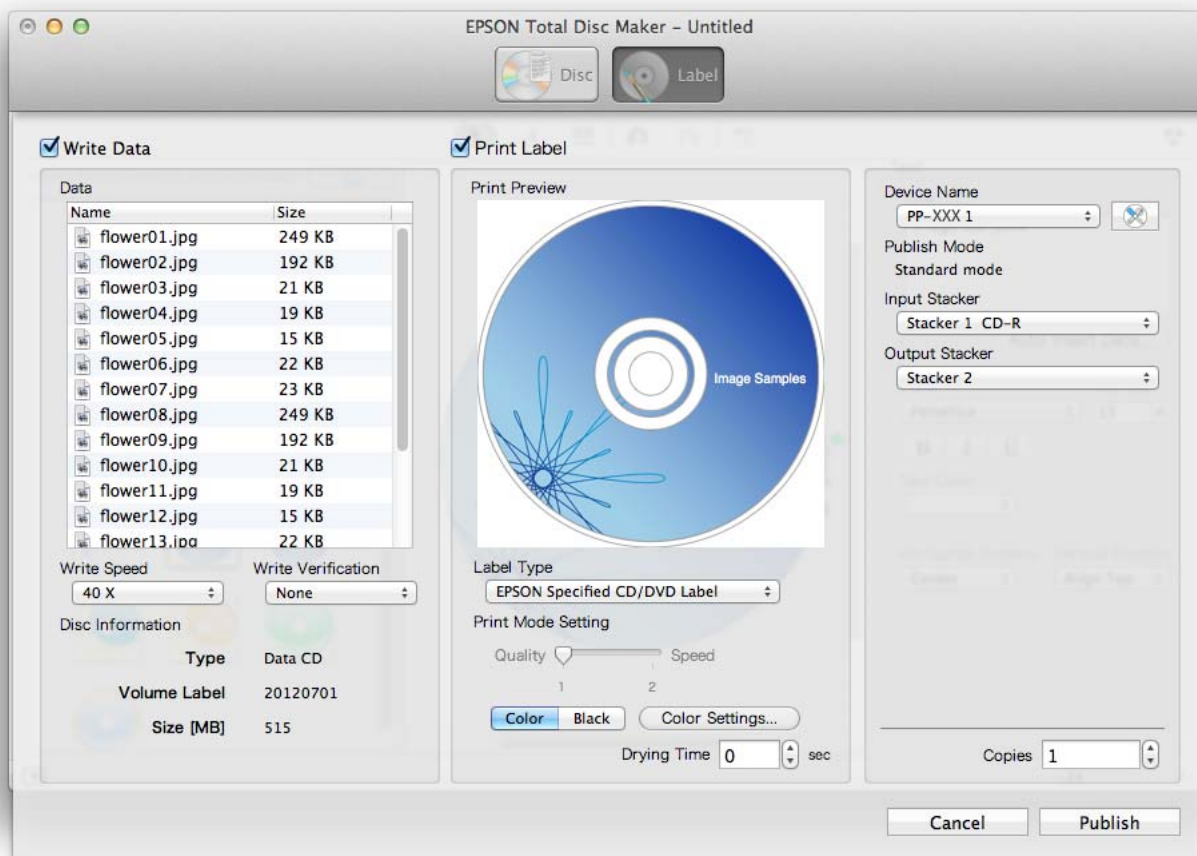 EPSON Total Disc Maker – Untitled
Disc
Label
Write Data
Data
Name Size
flower01.jpg 249 KB
flower02.jpg 192 KB
flower03.jpg 21 KB
flower04.jpg 19 KB
flower05.jpg 15 KB
flower06.jpg 22 KB
flower07.jpg 23 KB
flower08.jpg 249 KB
flower09.jpg 192 KB
flower10.jpg 21 KB
flower11.jpg 19 KB
flower12.jpg 15 KB
flower13.jpg 22 KB
Write Speed Write Verification
40 X None
Disc Information
Type Data CD
Volume Label 20120701
Size [MB] 515
Print Label
Print Preview
Image Samples
Label Type
EPSON Specified CD/DVD Label
Print Mode Setting
Quality Speed
1 2
Color Black Color Settings...
Drying Time 0 sec
Device Name
PP-XXX 1
Publish Mode
Standard mode
Input Stacker
Stacker 1 CD-R
Output Stacker
Stacker 2
Copies 1
Cancel Publish